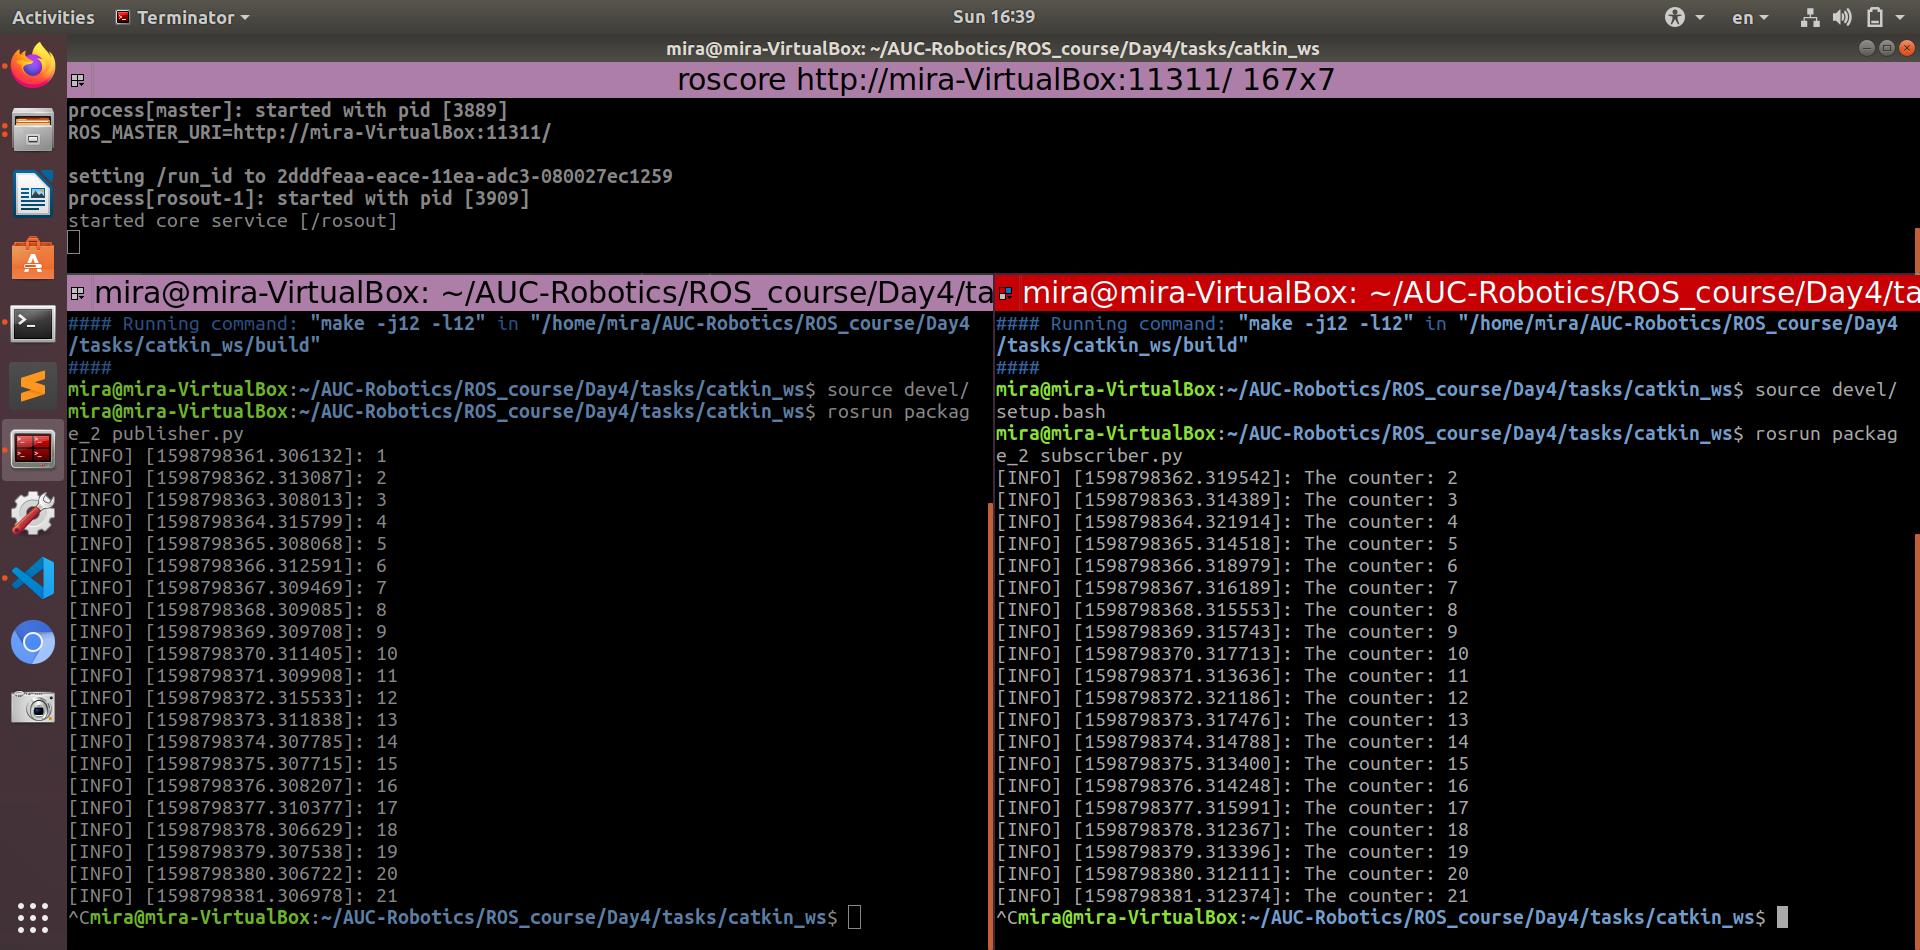 Activities
Terminator
Sun 16:39
en
mira@mira-VirtualBox: ~/AUC-Robotics/ROS_course/Day4/tasks/catkin_ws
roscore http://mira-VirtualBox:11311/ 167x7
process[master]: started with pid [3889]
ROS_MASTER_URI=http://mira-VirtualBox:11311/
setting /run_id to 2dddfeaa-eace-11ea-adc3-080027ec1259
process[rosout-1]: started with pid [3909]
started core service [/rosout]
mira@mira-VirtualBox: ~/AUC-Robotics/ROS_course/Day4/ta
#### Running command: "make -j12 -l12" in "/home/mira/AUC-Robotics/ROS_course/Day4
/tasks/catkin_ws/build"
####
mira@mira-VirtualBox:~/AUC-Robotics/ROS_course/Day4/tasks/catkin_ws$ source devel/
mira@mira-VirtualBox:~/AUC-Robotics/ROS_course/Day4/tasks/catkin_ws$ rosrun packag
e_2 publisher.py
[INFO] [1598798361.306132]: 1
[INFO] [1598798362.313087]: 2
[INFO] [1598798363.308013]: 3
[INFO] [1598798364.315799]: 4
[INFO] [1598798365.308068]: 5
[INFO] [1598798366.312591]: 6
[INFO] [1598798367.309469]: 7
[INFO] [1598798368.309085]: 8
[INFO] [1598798369.309708]: 9
[INFO] [1598798370.311405]: 10
[INFO] [1598798371.309908]: 11
[INFO] [1598798372.315533]: 12
[INFO] [1598798373.311838]: 13
[INFO] [1598798374.307785]: 14
[INFO] [1598798375.307715]: 15
[INFO] [1598798376.308207]: 16
[INFO] [1598798377.310377]: 17
[INFO] [1598798378.306629]: 18
[INFO] [1598798379.307538]: 19
[INFO] [1598798380.306722]: 20
[INFO] [1598798381.306978]: 21
^Cmira@mira-VirtualBox:~/AUC-Robotics/ROS_course/Day4/tasks/catkin_ws$
mira@mira-VirtualBox: ~/AUC-Robotics/ROS_course/Day4/ta
#### Running command: "make -j12 -l12" in "/home/mira/AUC-Robotics/ROS_course/Day4
/tasks/catkin_ws/build"
####
mira@mira-VirtualBox:~/AUC-Robotics/ROS_course/Day4/tasks/catkin_ws$ source devel/
setup.bash
mira@mira-VirtualBox:~/AUC-Robotics/ROS_course/Day4/tasks/catkin_ws$ rosrun packag
e_2 subscriber.py
[INFO] [1598798362.319542]: The counter: 2
[INFO] [1598798363.314389]: The counter: 3
[INFO] [1598798364.321914]: The counter: 4
[INFO] [1598798365.314518]: The counter: 5
[INFO] [1598798366.318979]: The counter: 6
[INFO] [1598798367.316189]: The counter: 7
[INFO] [1598798368.315553]: The counter: 8
[INFO] [1598798369.315743]: The counter: 9
[INFO] [1598798370.317713]: The counter: 10
[INFO] [1598798371.313636]: The counter: 11
[INFO] [1598798372.321186]: The counter: 12
[INFO] [1598798373.317476]: The counter: 13
[INFO] [1598798374.314788]: The counter: 14
[INFO] [1598798375.313400]: The counter: 15
[INFO] [1598798376.314248]: The counter: 16
[INFO] [1598798377.315991]: The counter: 17
[INFO] [1598798378.312367]: The counter: 18
[INFO] [1598798379.313396]: The counter: 19
[INFO] [1598798380.312111]: The counter: 20
[INFO] [1598798381.312374]: The counter: 21
^Cmira@mira-VirtualBox:~/AUC-Robotics/ROS_course/Day4/tasks/catkin_ws$